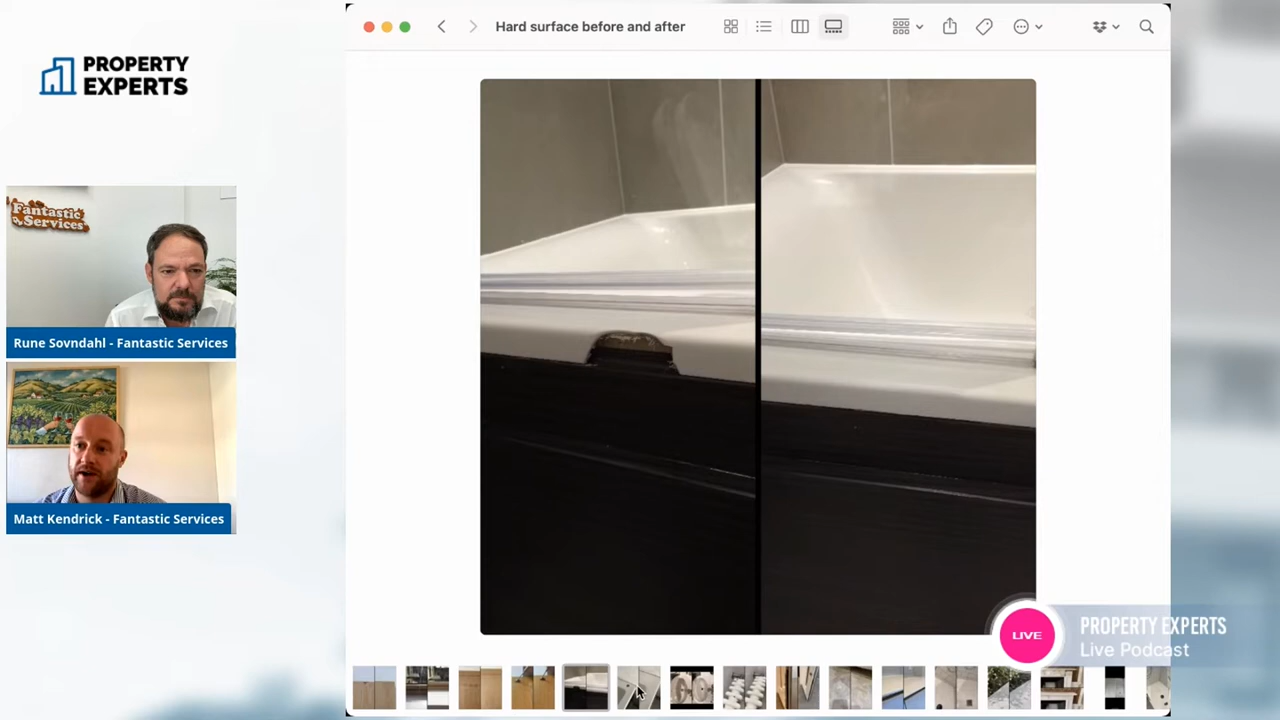 PROPERTY
EXPERTS
Hard surface before and after
Fantastic
Services
Rune Sovndahl - Fantastic Services
Matt Kendrick - Fantastic Services
LIVE
PROPERTY EXPERTS
Live Podcast